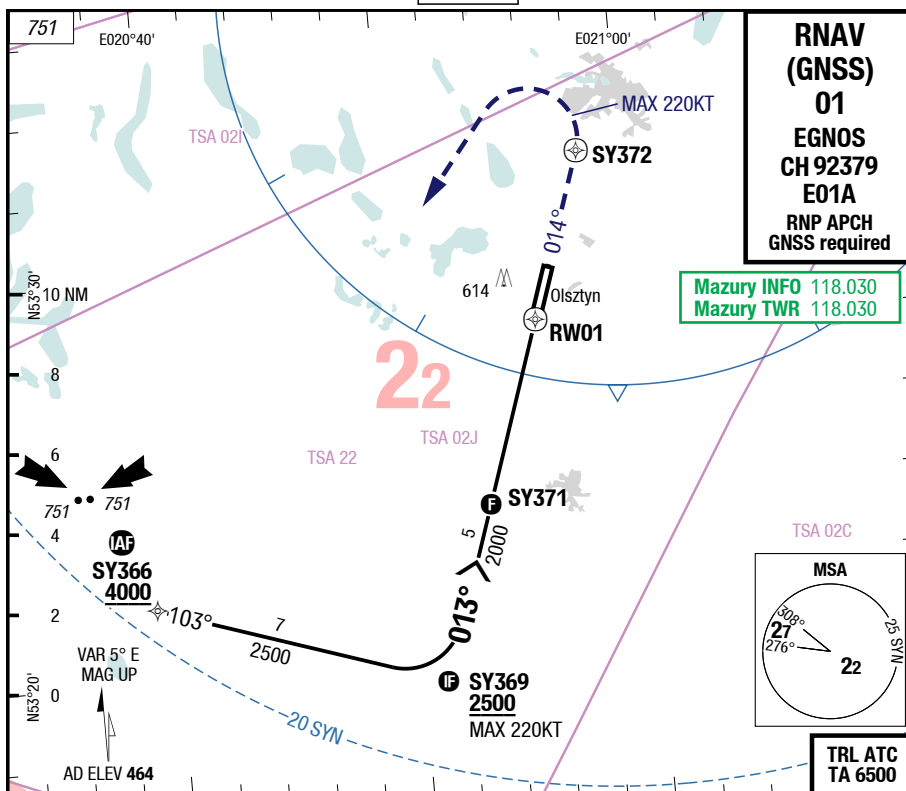 751
E020°40'
E021°00'
RNAV
(GNSS)
01
EGNOS
CH 92379
E01A
RNP APCH
GNSS required
MAX 220KT
TSA 02I
SY372
014°
N53°30'
10 NM
614
Olsztyn
RW01
Mazury INFO 118.030
Mazury TWR 118.030
8
22
TSA 02J
6
TSA 22
751
751
F SY371
4
5
2000
TSA 02C
IAF
SY366
4000
MSA
308°
27
276°
22
25 SYN
2
103°
7
2500
013°
VAR 5° E
MAG UP
IF SY369
2500
MAX 220KT
N53°20'
0
20 SYN
AD ELEV 464
TRL ATC
TA 6500